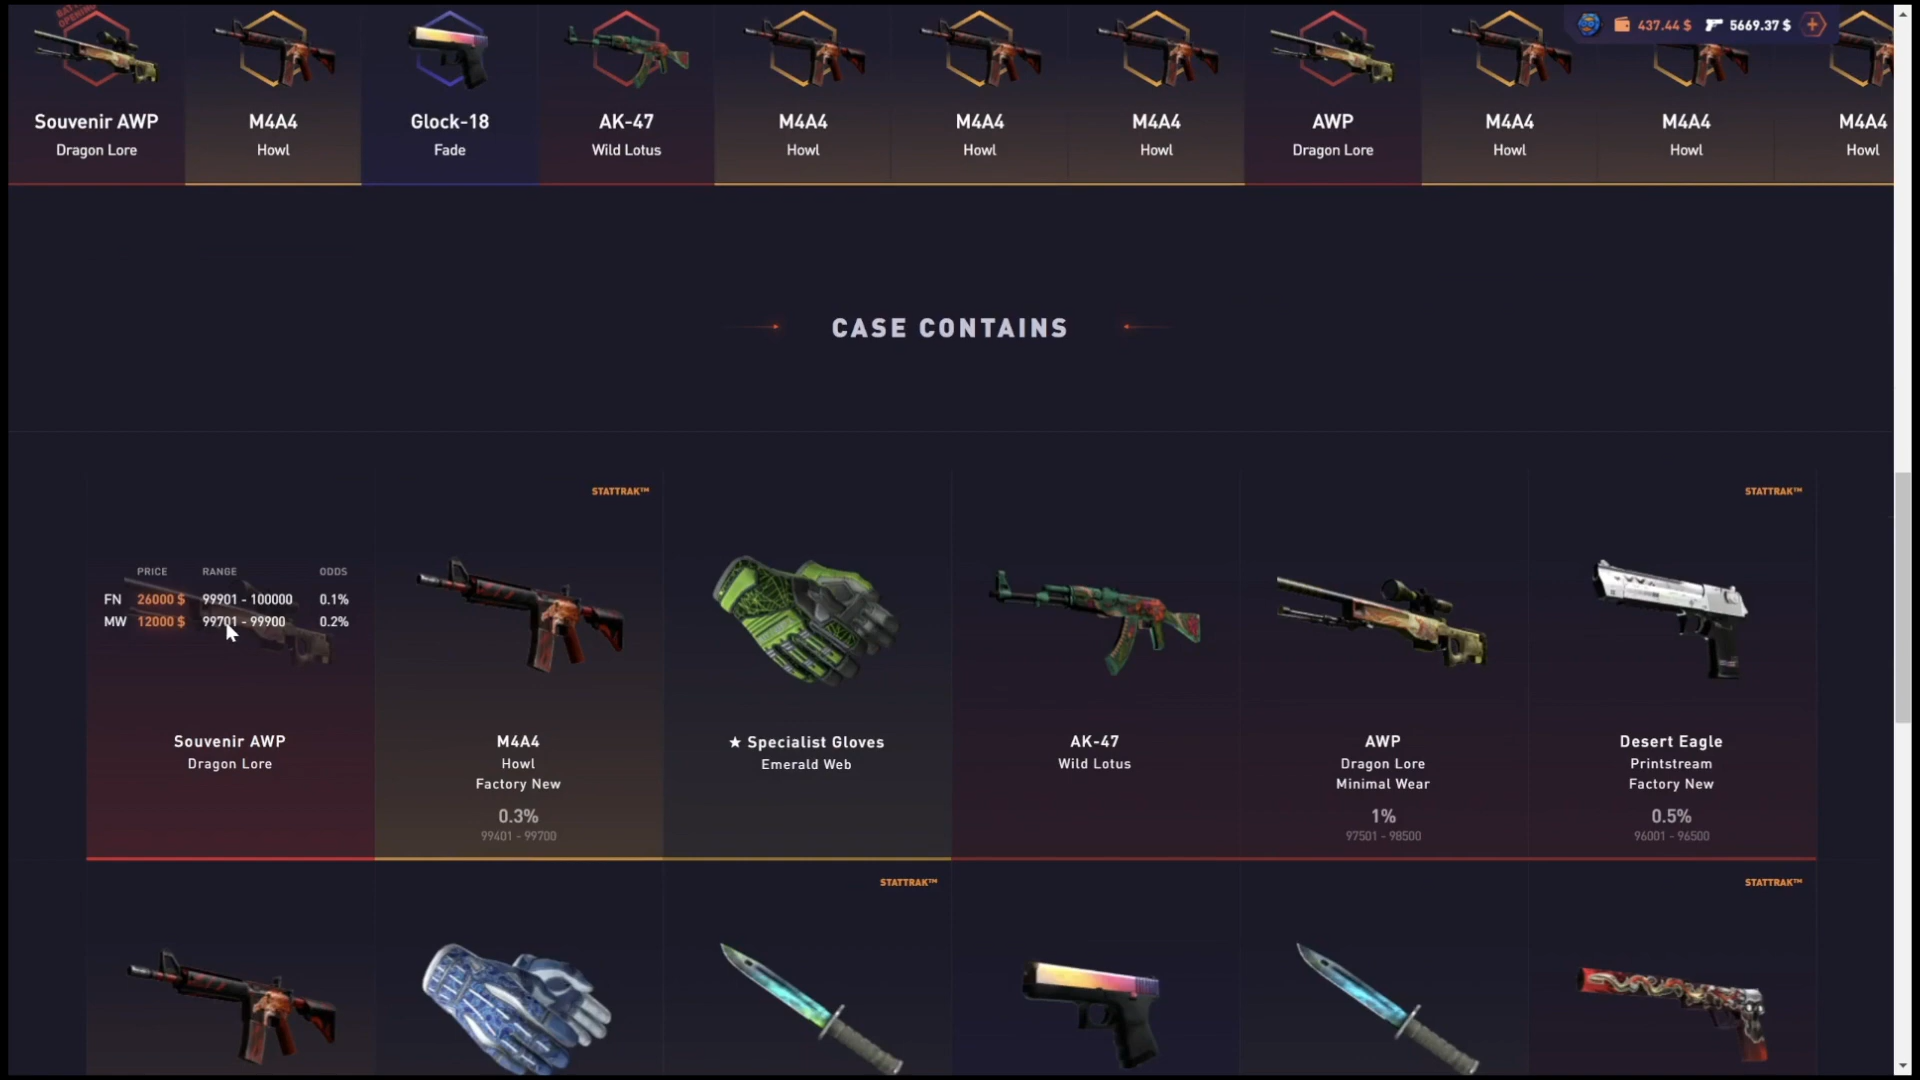 BATTLE OPENING
437.44 $
5669.37 $
Souvenir AWP
Dragon Lore
M4A4
Howl
Glock-18
Fade
AK-47
Wild Lotus
M4A4
Howl
M4A4
Howl
M4A4
Howl
AWP
Dragon Lore
M4A4
Howl
M4A4
Howl
M4A4
Howl
CASE CONTAINS
PRICE RANGE ODDS
FN 26000 $ 99901 - 100000 0.1%
MW 12000 $ 99701 - 99900 0.2%
Souvenir AWP
Dragon Lore
STATTRAK™
M4A4
Howl
Factory New
0.3%
99401 - 99700
★ Specialist Gloves
Emerald Web
AK-47
Wild Lotus
AWP
Dragon Lore
Minimal Wear
1%
97501 - 98500
STATTRAK™
Desert Eagle
Printstream
Factory New
0.5%
96001 - 96500
STATTRAK™
STATTRAK™